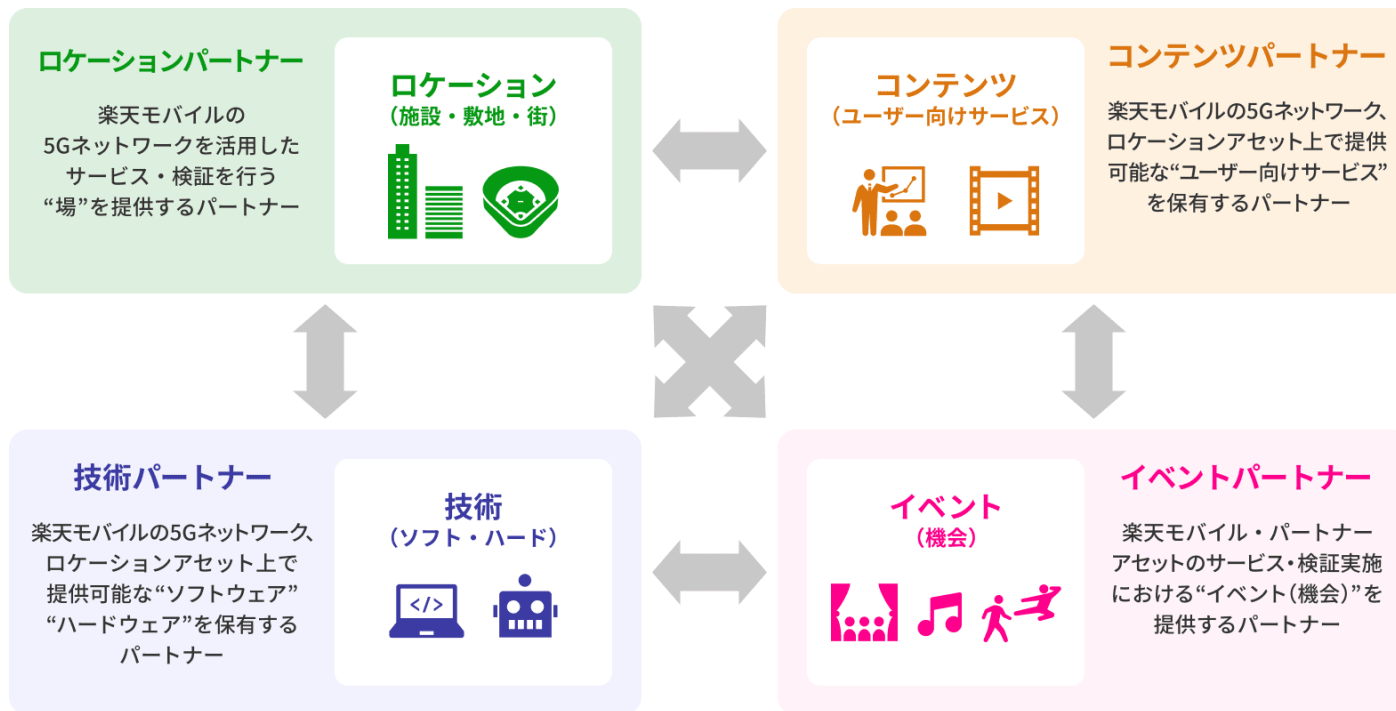 ロケーションパートナー
楽天モバイルの
5Gネットワークを活用した
サービス・検証を行う
“場”を提供するパートナー
ロケーション
（施設・敷地・街）
コンテンツ
（ユーザー向けサービス）
コンテンツパートナー
楽天モバイルの5Gネットワーク、
ロケーションアセット上で提供
可能な“ユーザー向けサービス”
を保有するパートナー
技術パートナー
楽天モバイルの5Gネットワーク、
ロケーションアセット上で
提供可能な“ソフトウェア”
“ハードウェア”を保有する
パートナー
技術
（ソフト・ハード）
</>
イベント
（機会）
イベントパートナー
楽天モバイル・パートナー
アセットのサービス・検証実施
における“イベント（機会）”を
提供するパートナー